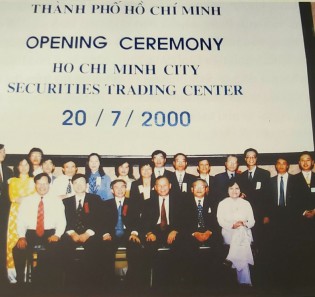 THÀNH PHỐ HỒ CHÍ MINH
OPENING CEREMONY
HO CHI MINH CITY
SECURITIES TRADING CENTER
20 / 7 / 2000